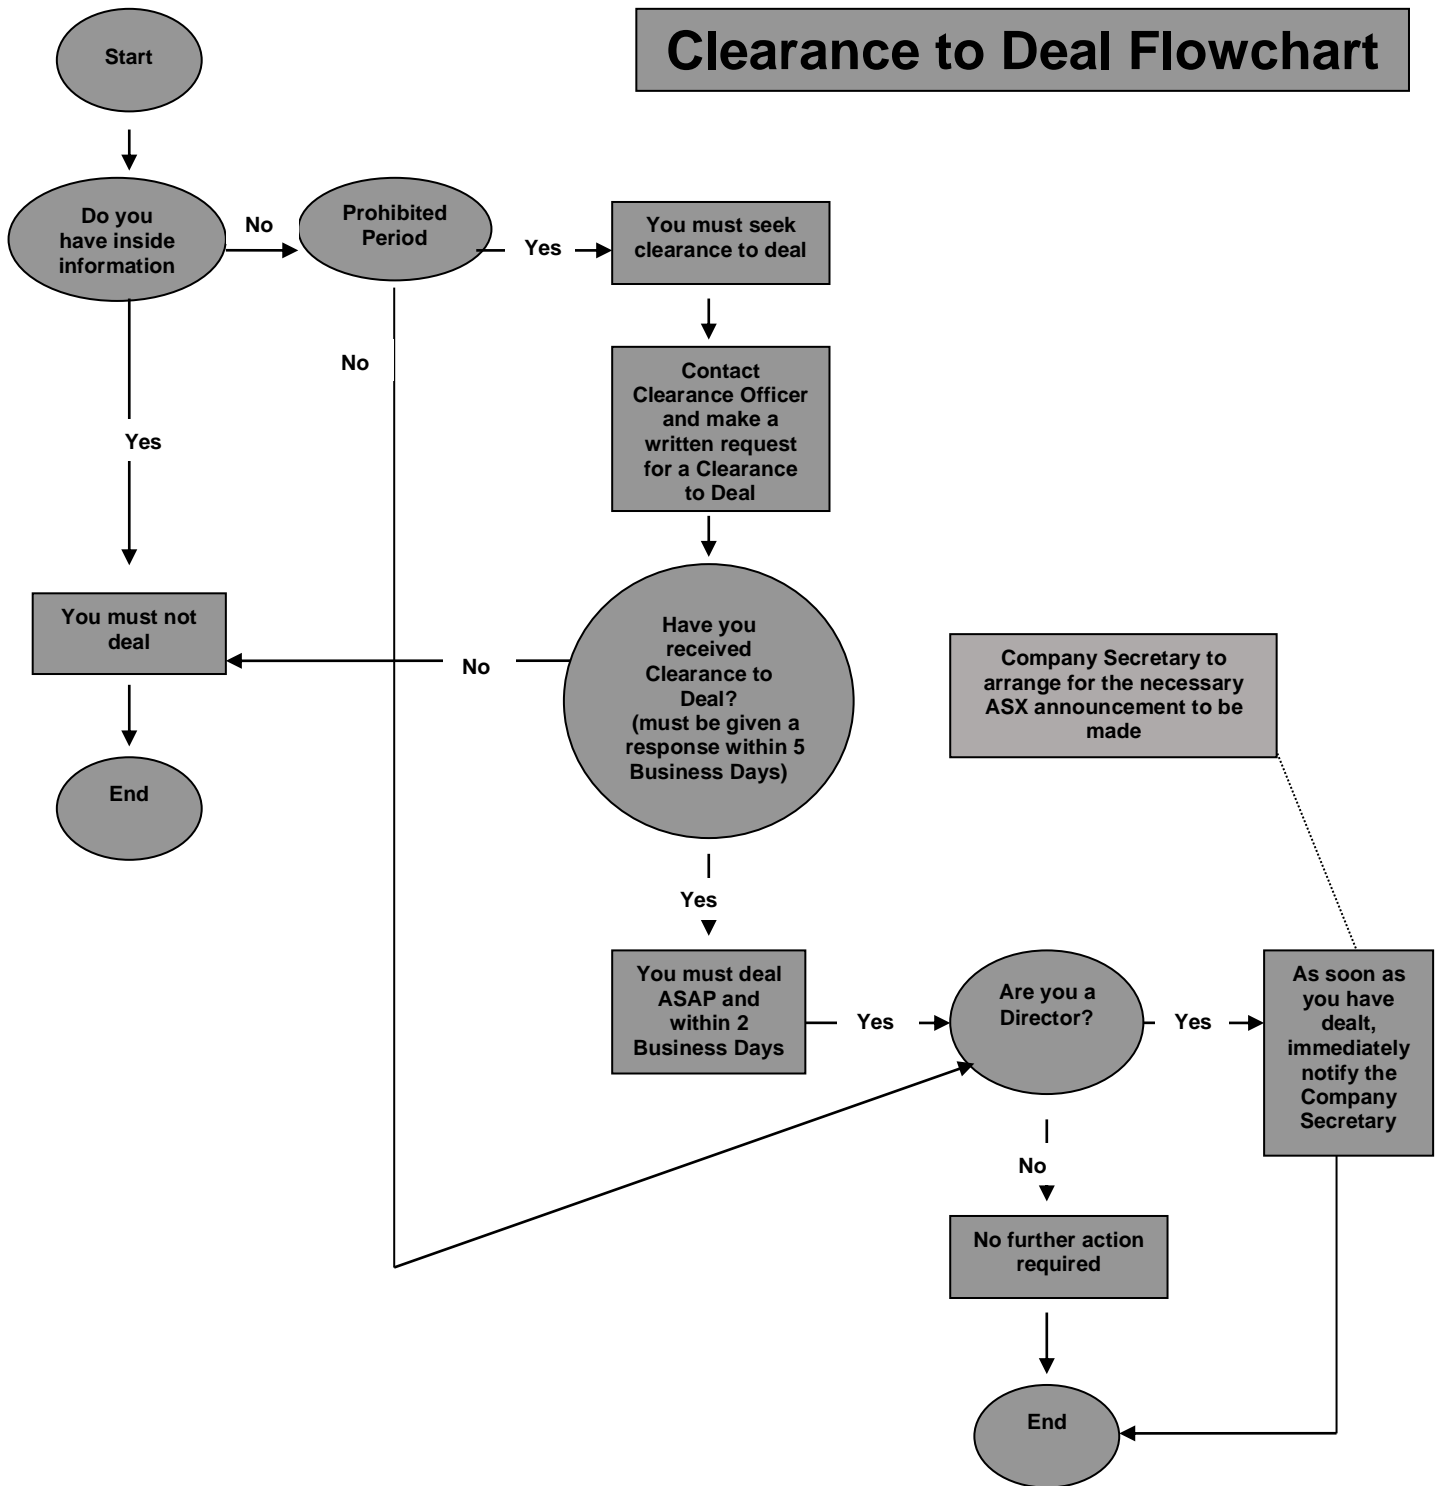 Clearance to Deal Flowchart
Start
Do you
have inside
information
No
Prohibited
Period
Yes
You must seek
clearance to deal
No
Contact
Clearance Officer
and make a
written request
for a Clearance
to Deal
Yes
You must not
deal
No
Have you
received
Clearance to
Deal?
(must be given a
response within 5
Business Days)
Company Secretary to
arrange for the necessary
ASX announcement to be
made
End
Yes
You must deal
ASAP and
within 2
Business Days
Yes
Are you a
Director?
Yes
As soon as
you have
dealt,
immediately
notify the
Company
Secretary
No
No further action
required
End